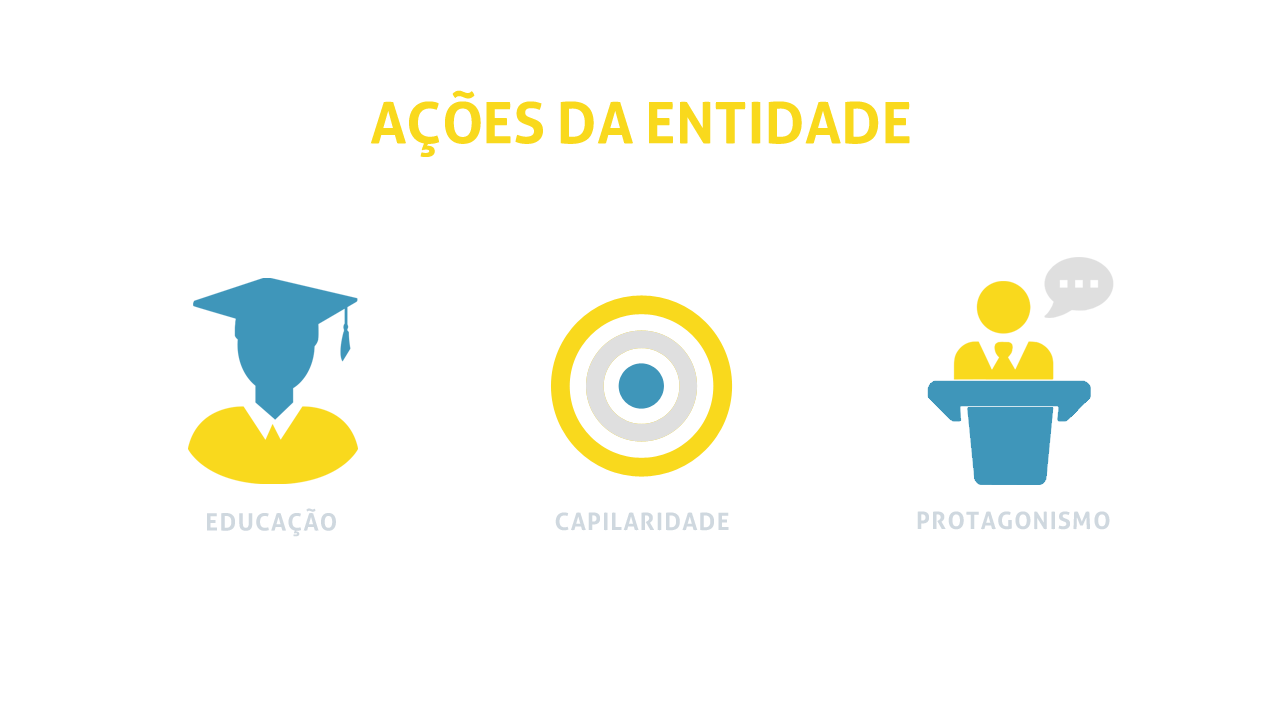 AÇÕES DA ENTIDADE
EDUCAÇÃO
CAPILARIDADE
PROTAGONISMO